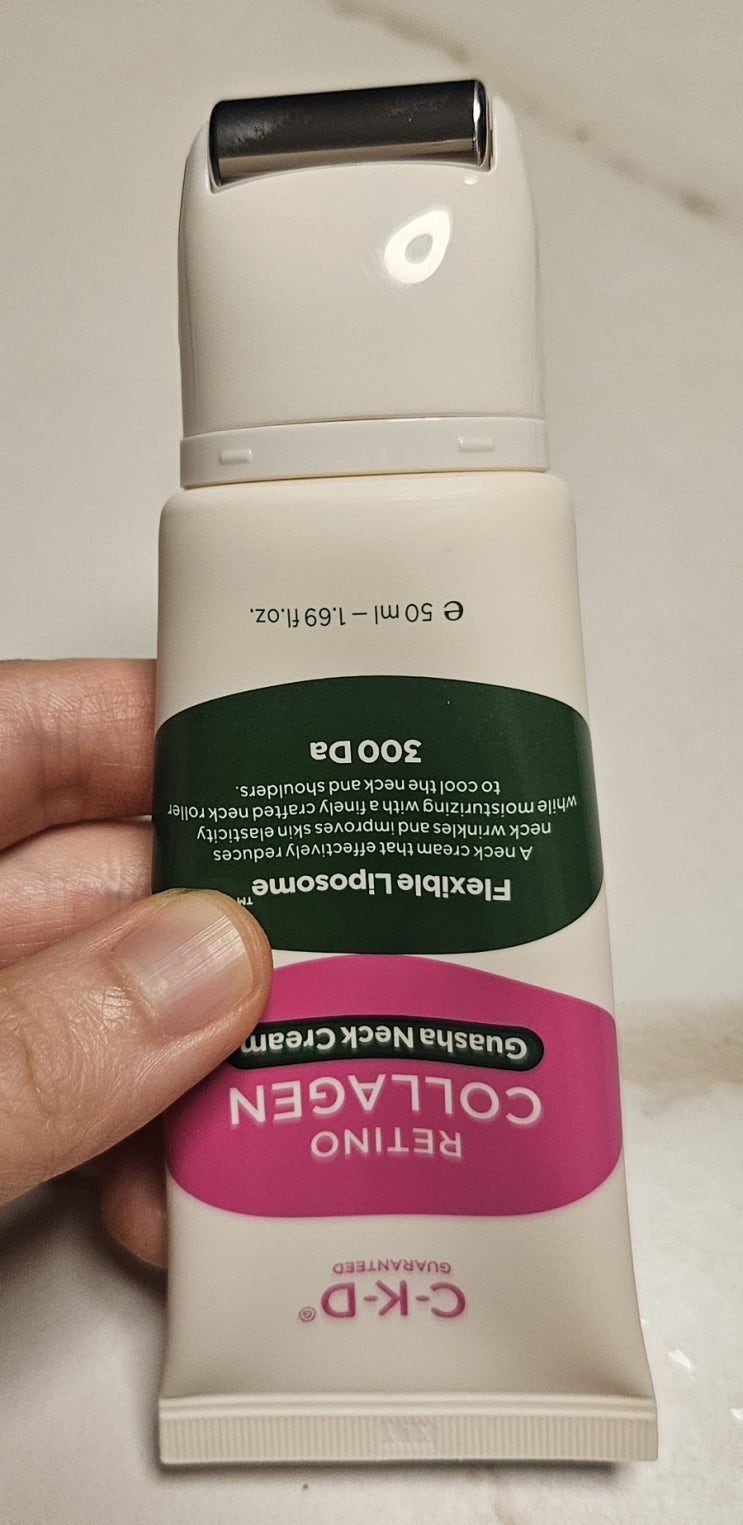 C-K-D®
GUARANTEED
RETINO
COLLAGEN
Guasha Neck Cream
Flexible Liposome™
A neck cream that effectively reduces
neck wrinkles and improves skin elasticity
while moisturizing with a finely crafted neck roller
to cool the neck and shoulders.
300 Da
℮ 50 ml – 1.69 fl.oz.